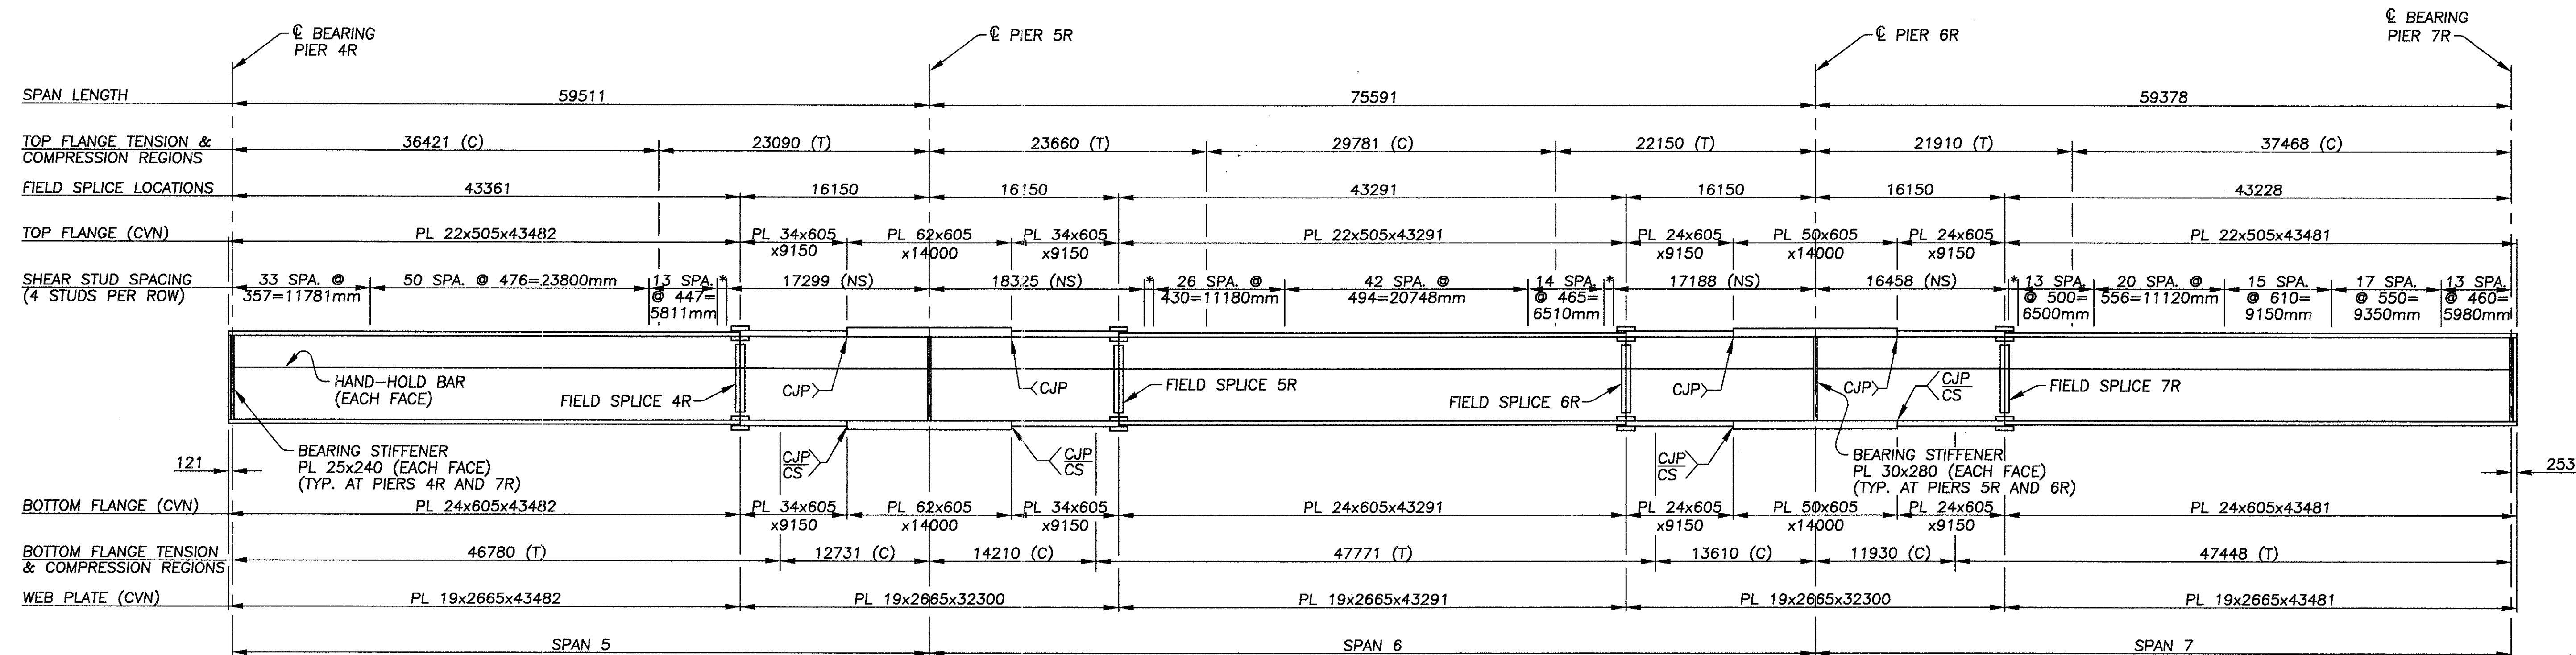 ℄ BEARING
PIER 4R
℄ PIER 5R
℄ PIER 6R
℄ BEARING
PIER 7R
SPAN LENGTH
59511
75591
59378
TOP FLANGE TENSION &
COMPRESSION REGIONS
36421 (C)
23090 (T)
23660 (T)
29781 (C)
22150 (T)
21910 (T)
37468 (C)
FIELD SPLICE LOCATIONS
43361
16150
16150
43291
16150
16150
43228
TOP FLANGE (CVN)
PL 22x505x43482
PL 34x605
x9150
PL 62x605
x14000
PL 34x605
x9150
PL 22x505x43291
PL 24x605
x9150
PL 50x605
x14000
PL 24x605
x9150
PL 22x505x43481
SHEAR STUD SPACING
(4 STUDS PER ROW)
33 SPA. @
357=11781mm
50 SPA. @ 476=23800mm
13 SPA.
@ 447=
5811mm
*
17299 (NS)
18325 (NS)
*
26 SPA. @
430=11180mm
42 SPA. @
494=20748mm
14 SPA.
@ 465=
6510mm
*
17188 (NS)
16458 (NS)
*
13 SPA.
@ 500=
6500mm
20 SPA. @
556=11120mm
15 SPA.
@ 610=
9150mm
17 SPA.
@ 550=
9350mm
13 SPA.
@ 460=
5980mm
HAND-HOLD BAR
(EACH FACE)
FIELD SPLICE 4R
CJP
CJP
FIELD SPLICE 5R
FIELD SPLICE 6R
CJP
CJP
CJP
CS
FIELD SPLICE 7R
121
BEARING STIFFENER
PL 25x240 (EACH FACE)
(TYP. AT PIERS 4R AND 7R)
CJP
CS
CJP
CS
CJP
CS
BEARING STIFFENER
PL 30x280 (EACH FACE)
(TYP. AT PIERS 5R AND 6R)
253
BOTTOM FLANGE (CVN)
PL 24x605x43482
PL 34x605
x9150
PL 62x605
x14000
PL 34x605
x9150
PL 24x605x43291
PL 24x605
x9150
PL 50x605
x14000
PL 24x605
x9150
PL 24x605x43481
BOTTOM FLANGE TENSION
& COMPRESSION REGIONS
46780 (T)
12731 (C)
14210 (C)
47771 (T)
13610 (C)
11930 (C)
47448 (T)
WEB PLATE (CVN)
PL 19x2665x43482
PL 19x2665x32300
PL 19x2665x43291
PL 19x2665x32300
PL 19x2665x43481
SPAN 5
SPAN 6
SPAN 7